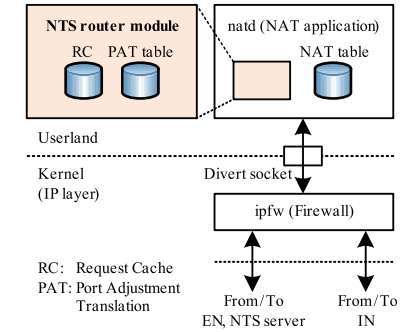 NTS router module
RC PAT table
natd (NAT application)
NAT table
Userland
Kernel
(IP layer)
Divert socket
ipfw (Firewall)
RC: Request Cache
PAT: Port Adjustment
Translation
From/To
EN, NTS server
From/To
IN